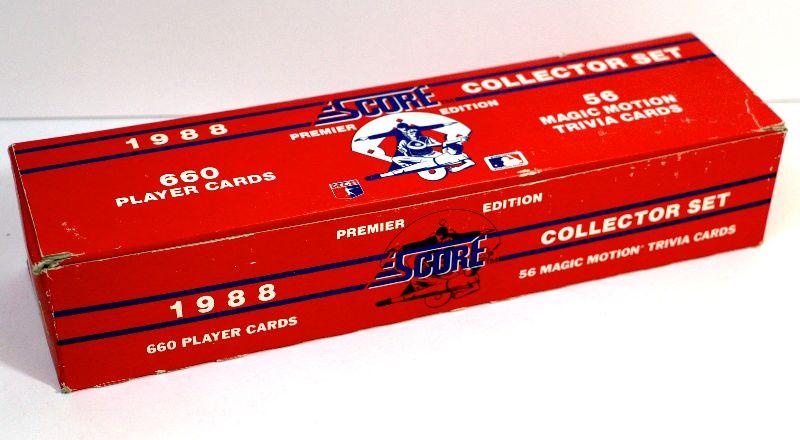 1988
SCORE
COLLECTOR SET
PREMIER EDITION
660
PLAYER CARDS
56
MAGIC MOTION
TRIVIA CARDS
PREMIER EDITION
SCORE
COLLECTOR SET
1988
660 PLAYER CARDS
56 MAGIC MOTION TRIVIA CARDS